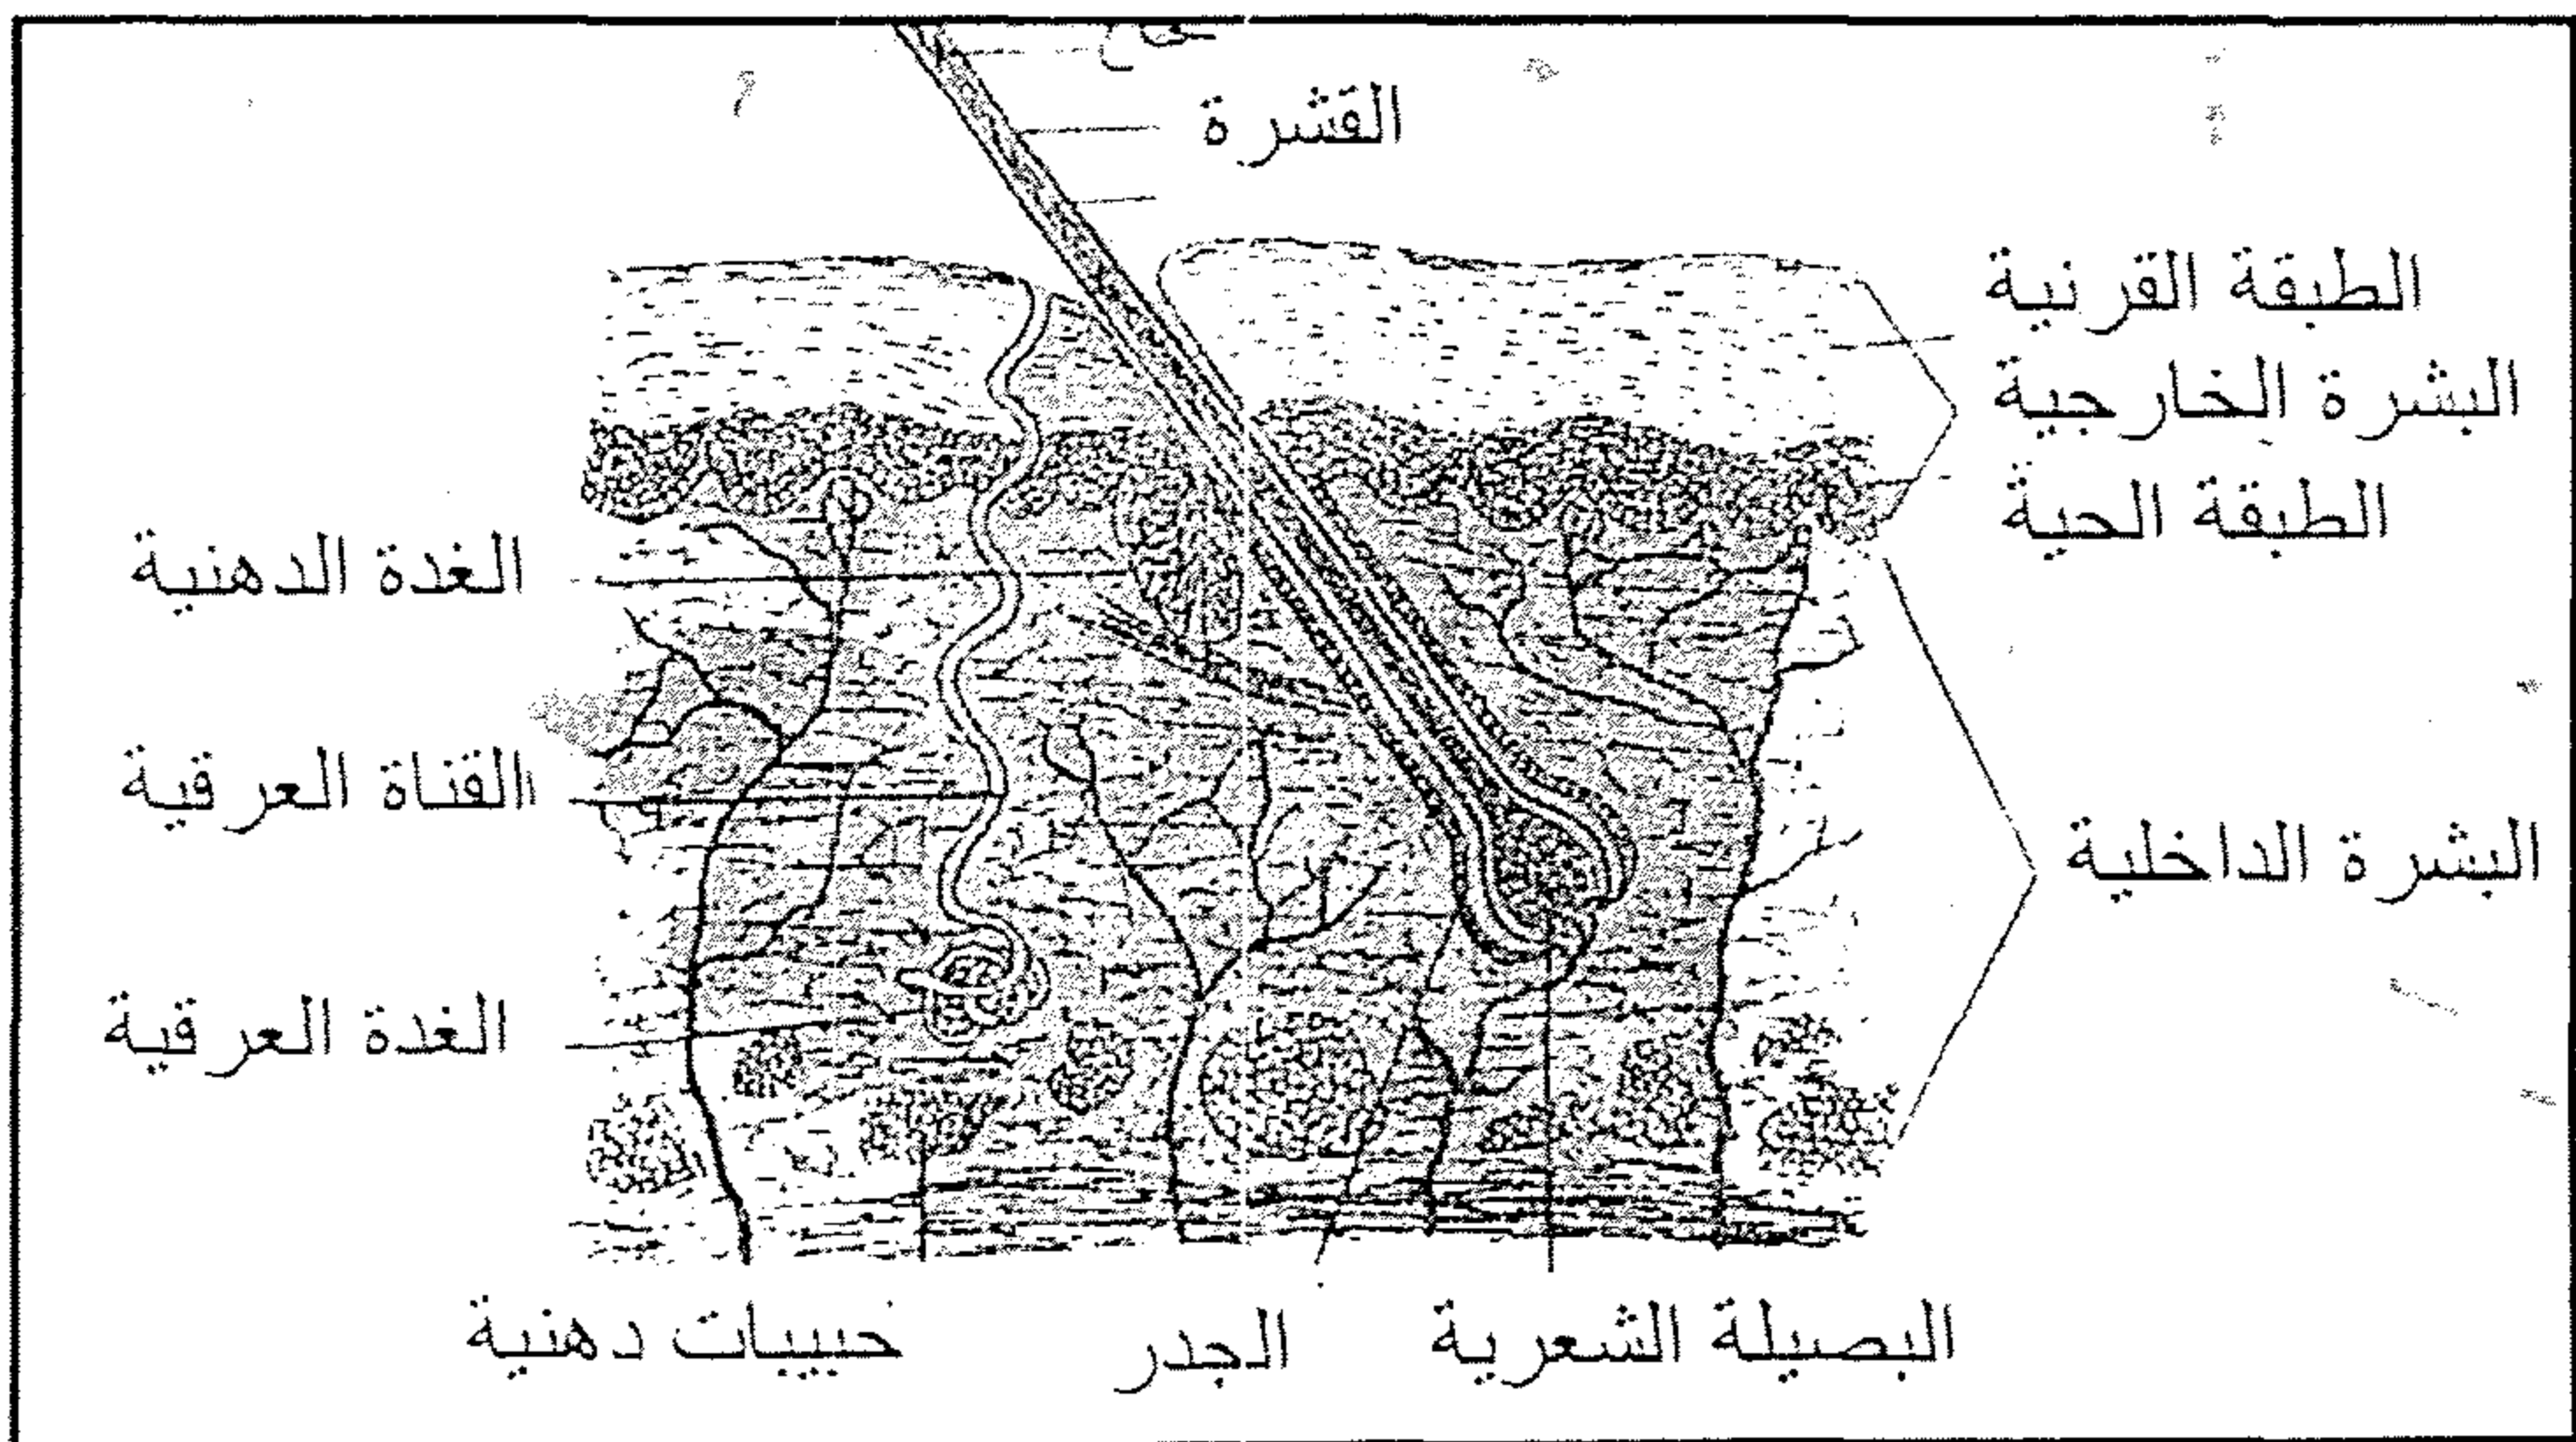 القشرة
الطبقة القرنية
البشرة الخارجية
الطبقة الحية
الغدة الدهنية
القناة العرقية
البشرة الداخلية
الغدة العرقية
البصيلة الشعرية
الجدر
حبيبات دهنية